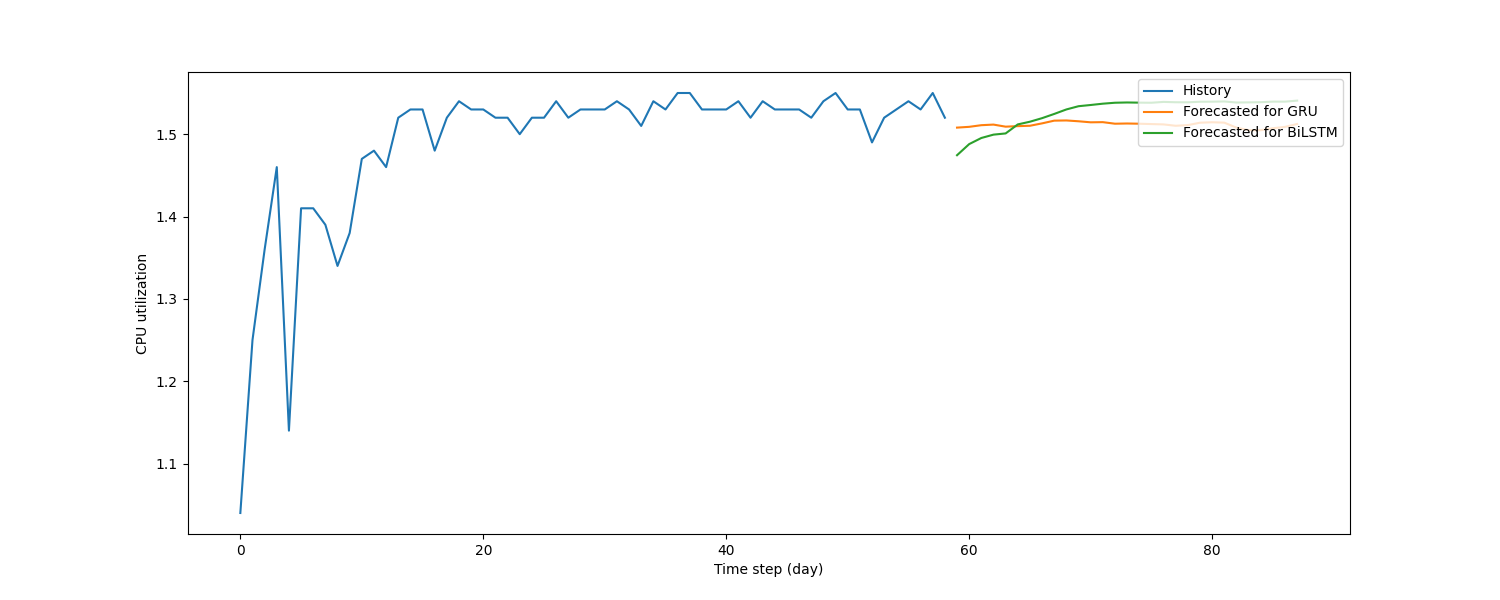 History
Forecasted for GRU
Forecasted for BiLSTM
1.5
1.4
1.3
1.2
1.1
CPU utilization
0 20 40 60 80
Time step (day)